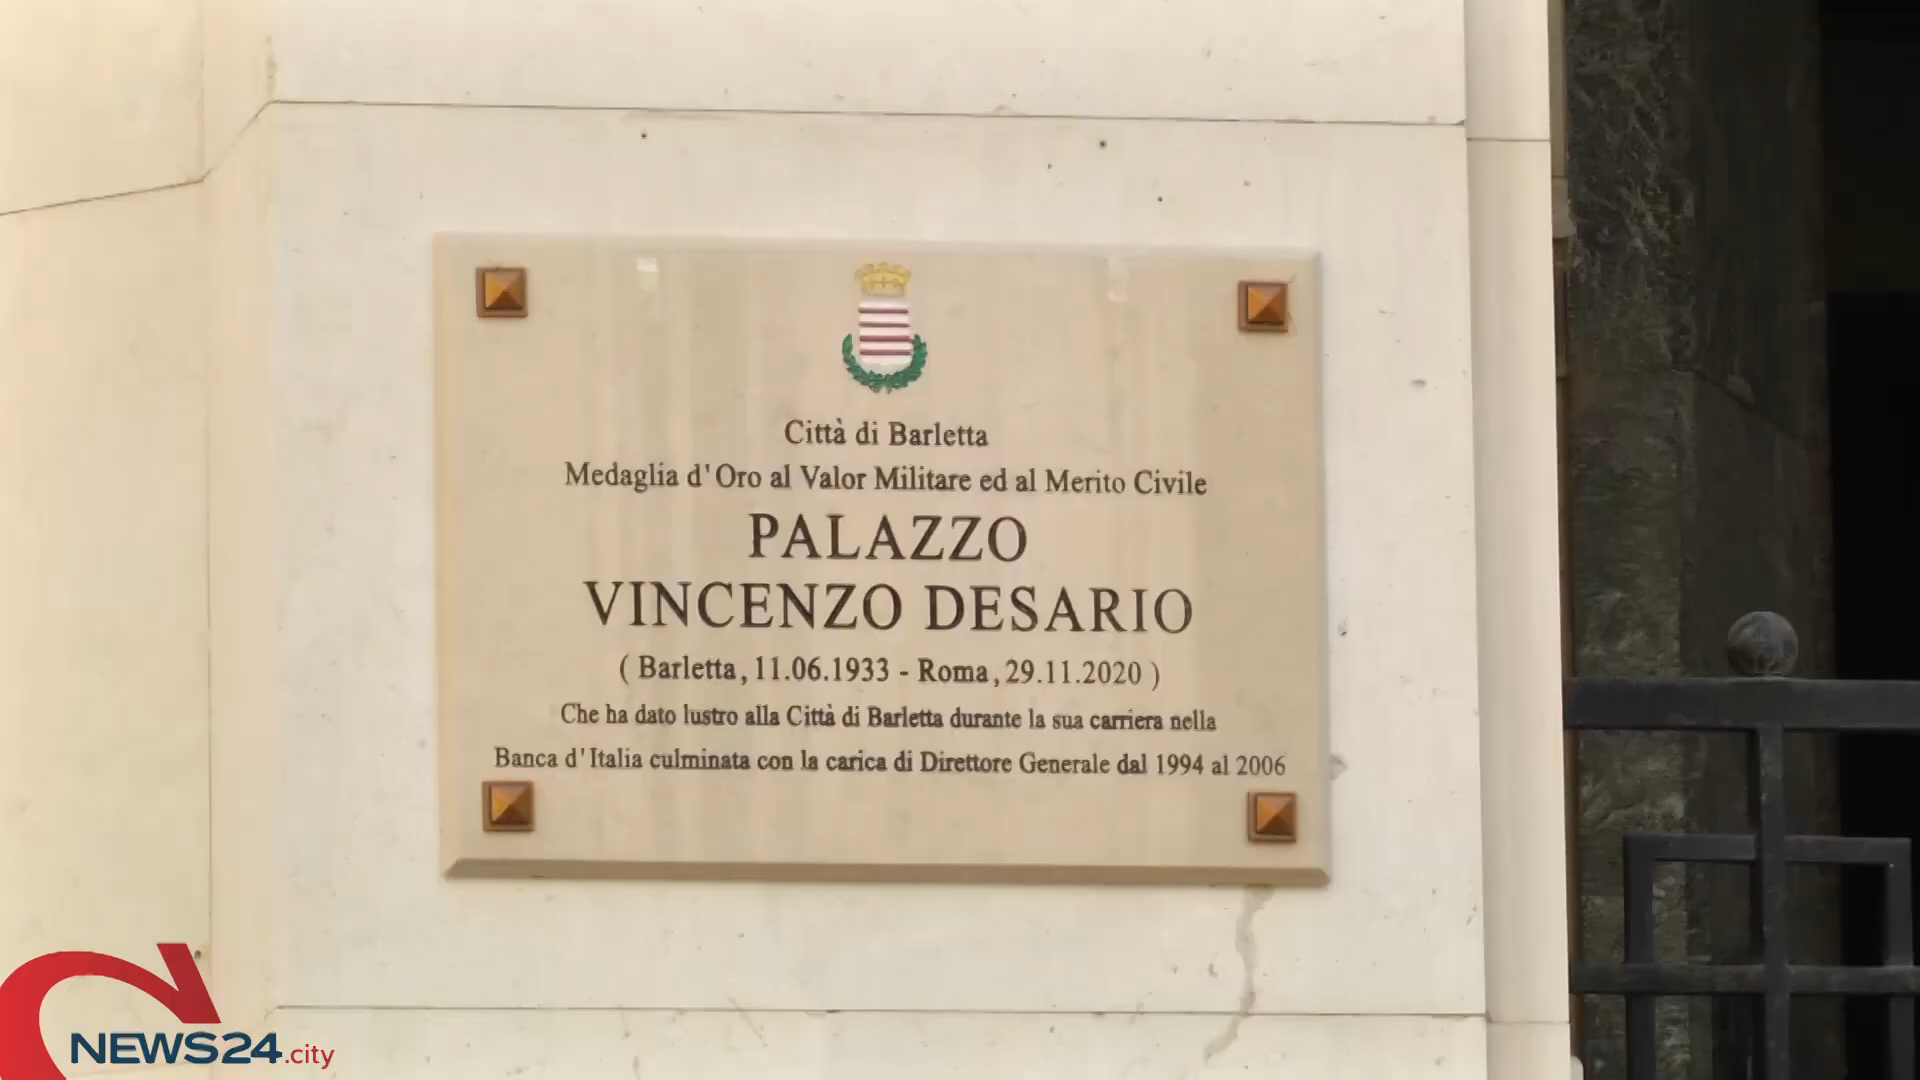 Città di Barletta
Medaglia d'Oro al Valor Militare ed al Merito Civile
PALAZZO
VINCENZO DESARIO
( Barletta, 11.06.1933 - Roma, 29.11.2020 )
Che ha dato lustro alla Città di Barletta durante la sua carriera nella
Banca d'Italia culminata con la carica di Direttore Generale dal 1994 al 2006
NEWS24.city